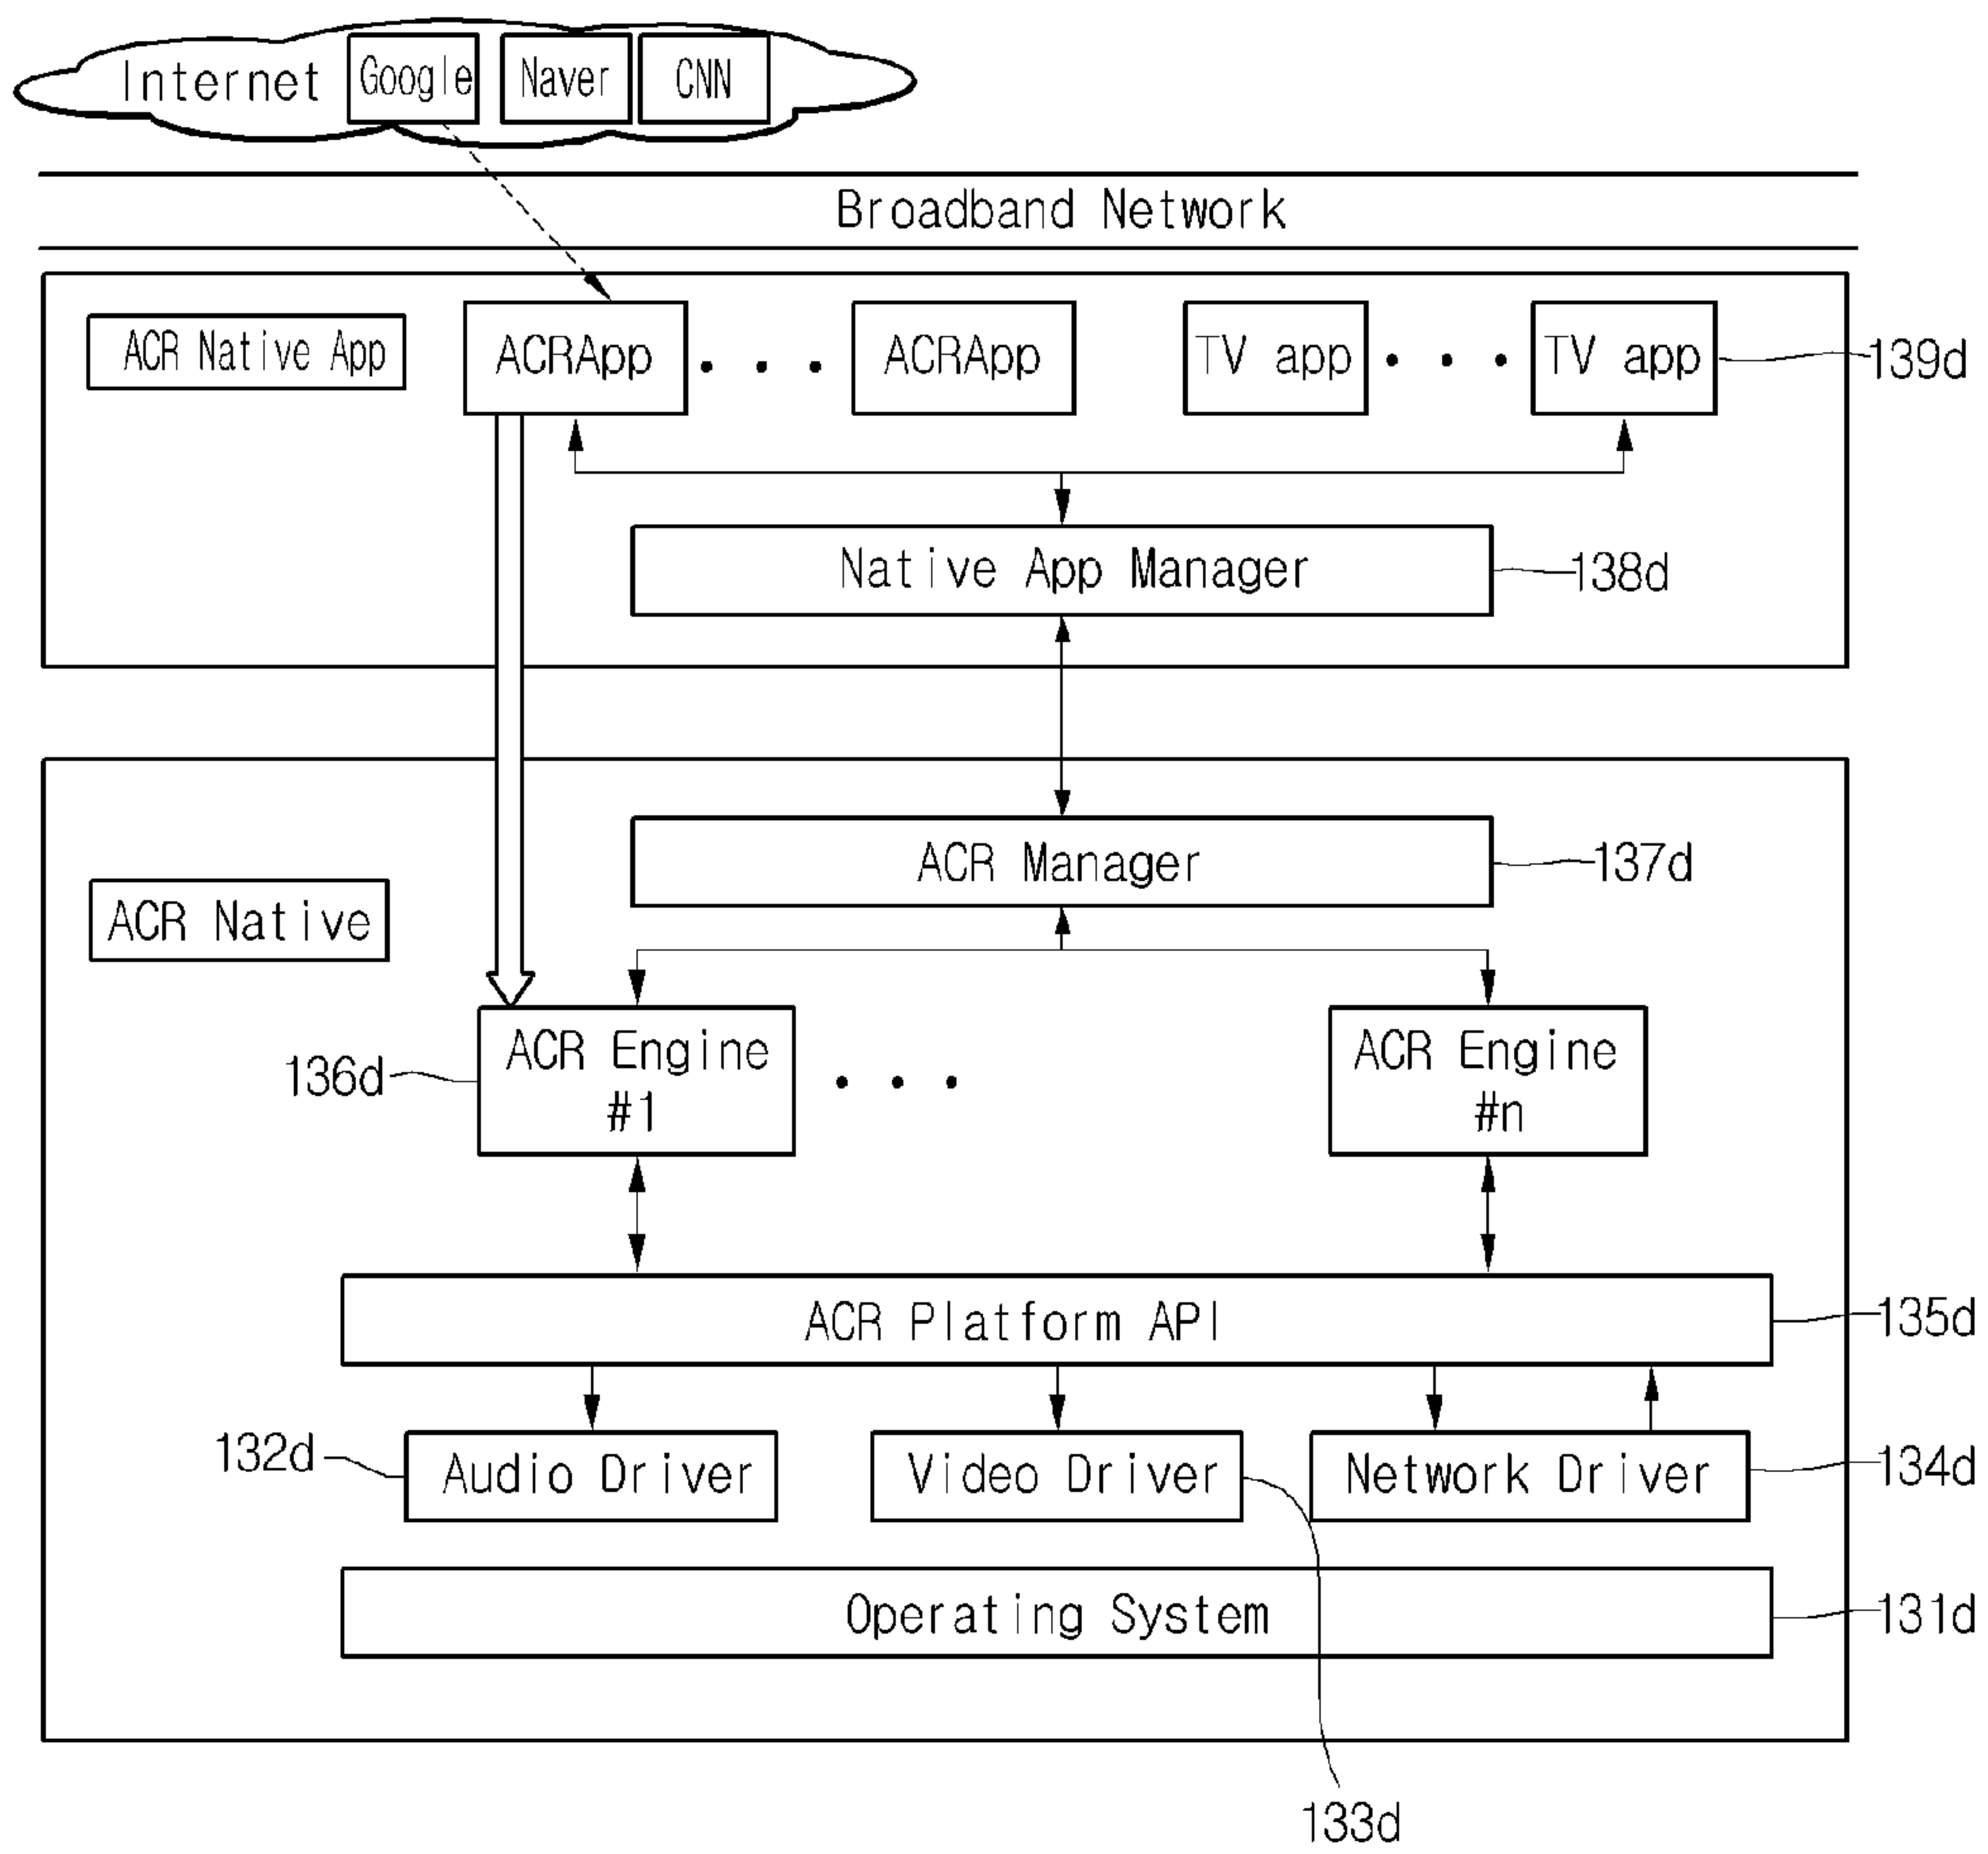 Internet Google Naver CNN
Broadband Network
ACR Native App ACRApp • • • ACRApp TV app • • • TV app 139d
Native App Manager 138d
ACR Manager 137d
ACR Native
136d ACR Engine #1 • • • ACR Engine #n
ACR Platform API 135d
132d Audio Driver Video Driver Network Driver 134d
Operating System 131d
133d